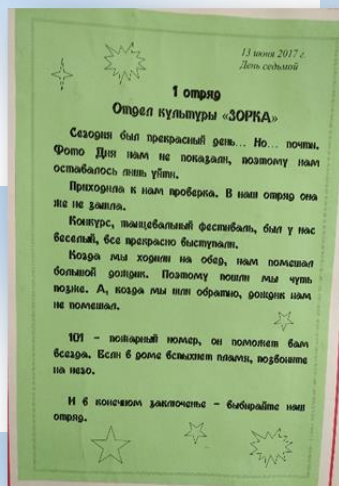 13 июня 2017 г.
День седьмой
1 отряд
Отдел культуры «ЗОРКА»
Сегодня был прекрасный день... Но... почти.
Фото Дня нам не показали, поэтому нам
оставалось лишь уйти.
Приходила к нам проверка. В наш отряд она
же не зашла.
Конкурс, танцевальный фестиваль, был у нас
веселый, все прекрасно выступали.
Когда мы ходили на обед, нам помешал
большой дождик. Поэтому пошли мы чуть
позже. А, когда мы шли обратно, дождик нам
не помешал.
101 – пожарный номер, он поможет вам
всегда. Если в доме вспыхнет пламя, позвоните
на него.
И в конечном заключенье – выбирайте наш
отряд.